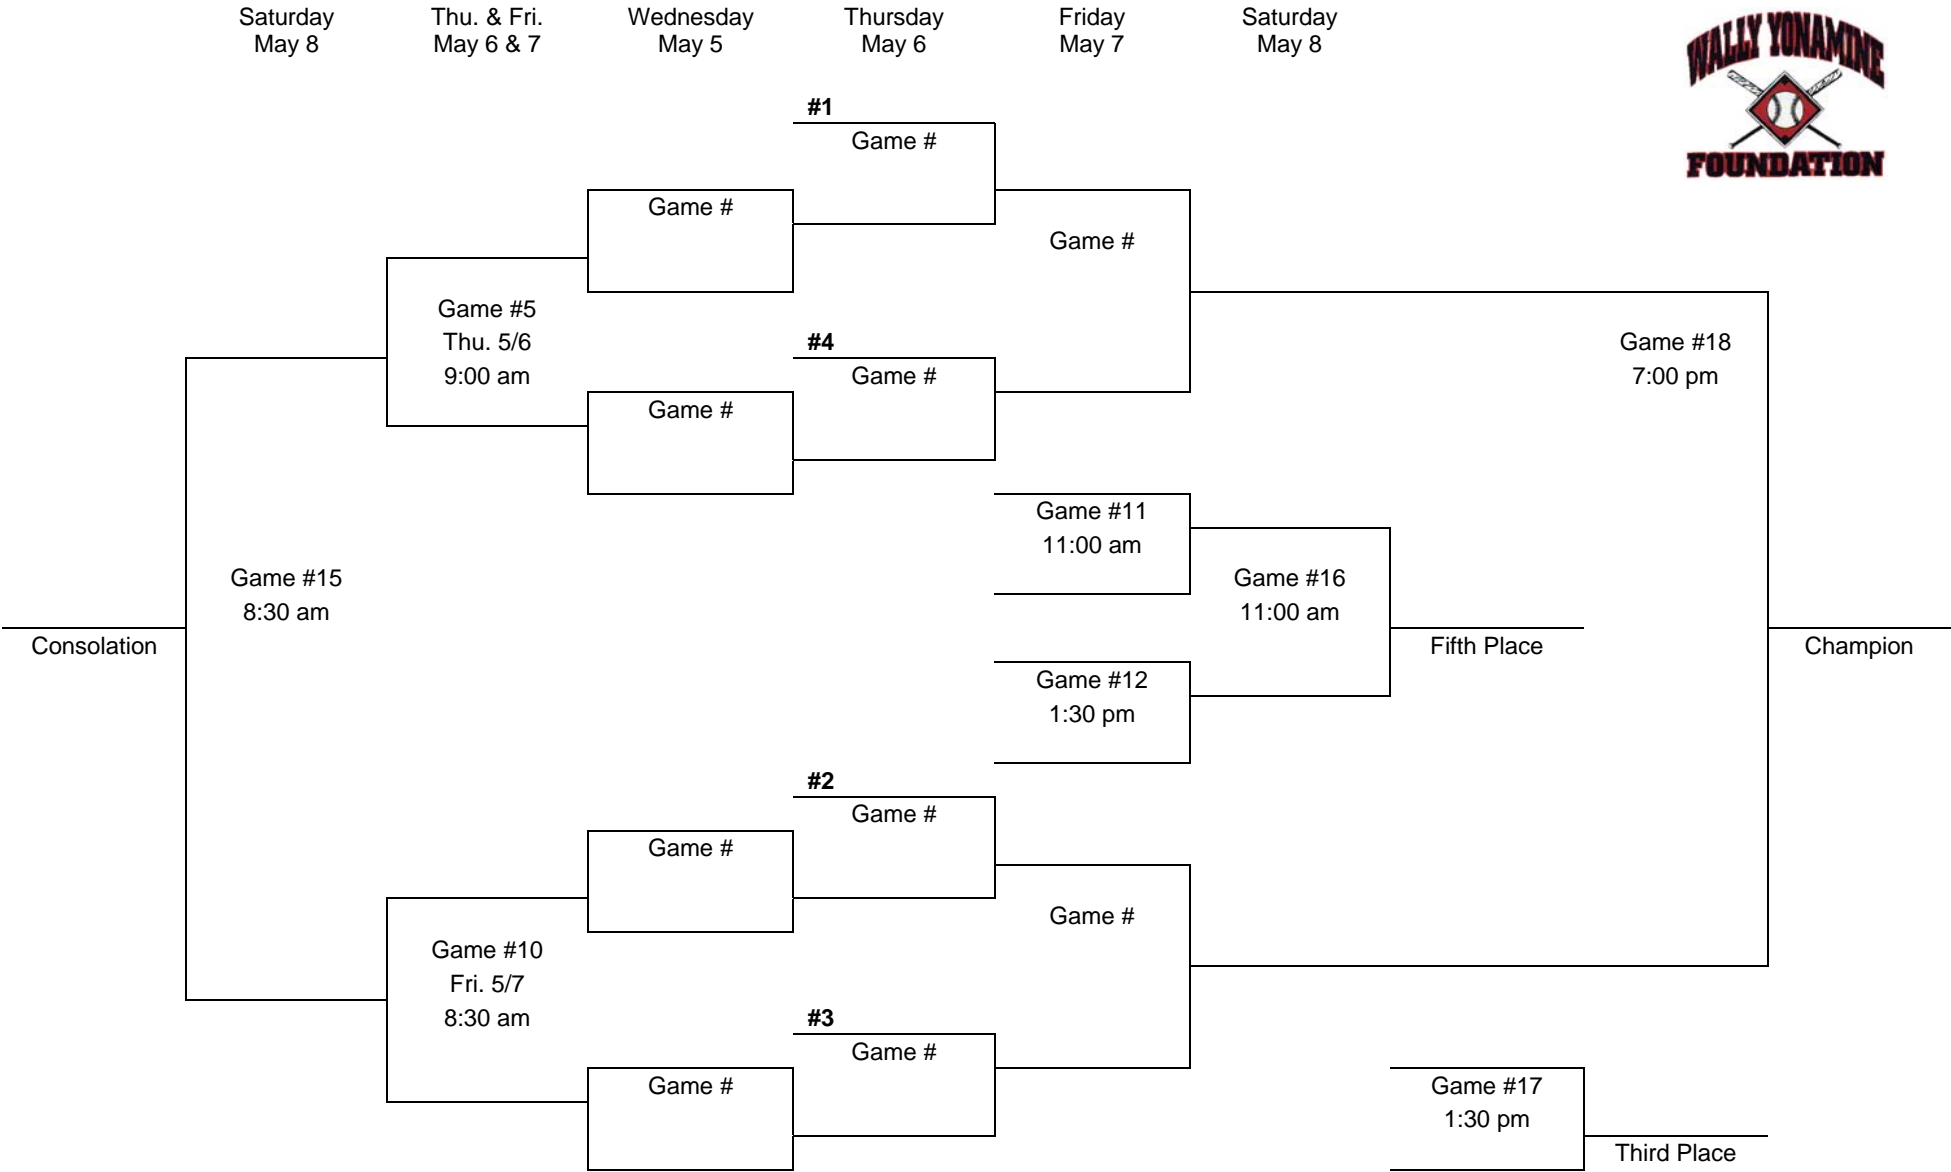 Saturday
May 8
Thu. & Fri.
May 6 & 7
Wednesday
May 5
Thursday
May 6
Friday
May 7
Saturday
May 8
WALLY YONAMINE
FOUNDATION
#1
Game #
Game #
Game #
Game #5
Thu. 5/6
9:00 am
#4
Game #
Game #
Game #18
7:00 pm
Game #11
11:00 am
Game #15
8:30 am
Game #16
11:00 am
Consolation
Fifth Place
Champion
Game #12
1:30 pm
#2
Game #
Game #
Game #
Game #10
Fri. 5/7
8:30 am
#3
Game #
Game #
Game #17
1:30 pm
Third Place